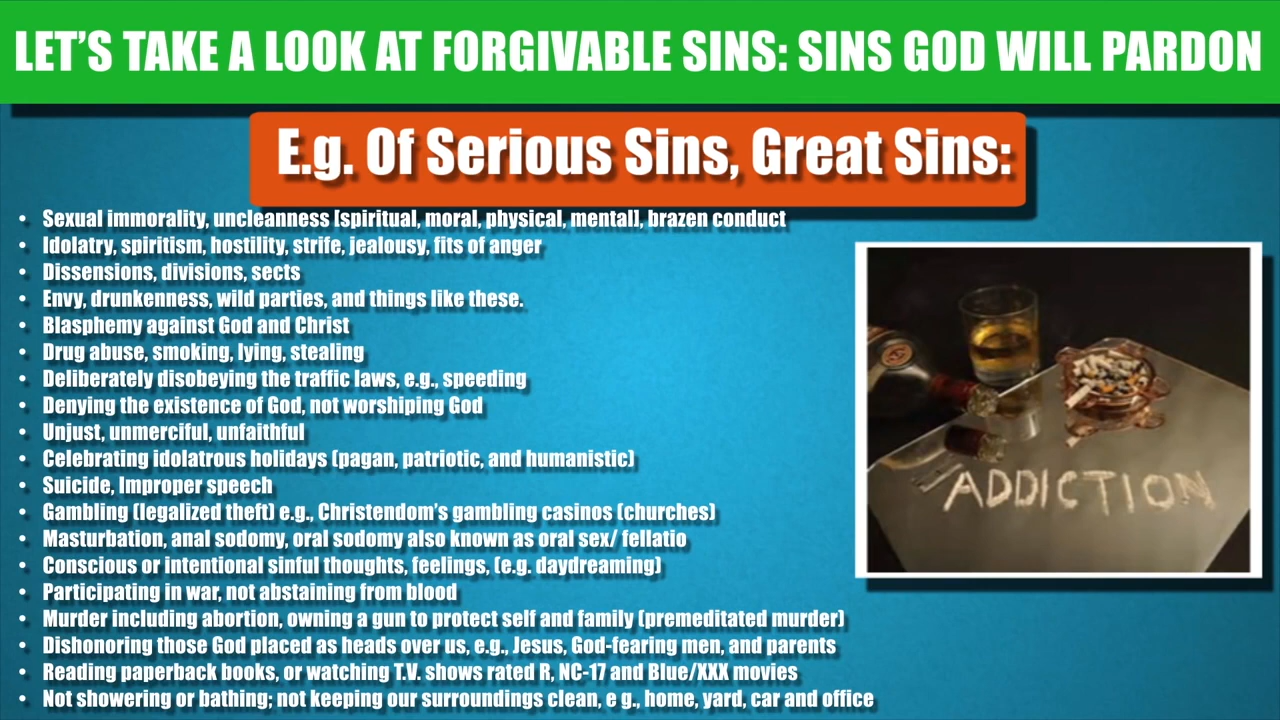 LET'S TAKE A LOOK AT FORGIVABLE SINS: SINS GOD WILL PARDON
E.g. Of Serious Sins, Great Sins:
• Sexual immorality, uncleanness [spiritual, moral, physical, mental], brazen conduct
• Idolatry, spiritism, hostility, strife, jealousy, fits of anger
• Dissensions, divisions, sects
• Envy, drunkenness, wild parties, and things like these.
• Blasphemy against God and Christ
• Drug abuse, smoking, lying, stealing
• Deliberately disobeying the traffic laws, e.g., speeding
• Denying the existence of God, not worshiping God
• Unjust, unmerciful, unfaithful
• Celebrating idolatrous holidays (pagan, patriotic, and humanistic)
• Suicide, Improper speech
• Gambling (legalized theft) e.g., Christendom's gambling casinos (churches)
• Masturbation, anal sodomy, oral sodomy also known as oral sex/ fellatio
• Conscious or intentional sinful thoughts, feelings, (e.g. daydreaming)
• Participating in war, not abstaining from blood
• Murder including abortion, owning a gun to protect self and family (premeditated murder)
• Dishonoring those God placed as heads over us, e.g., Jesus, God-fearing men, and parents
• Reading paperback books, or watching T.V. shows rated R, NC-17 and Blue/XXX movies
• Not showering or bathing; not keeping our surroundings clean, e g., home, yard, car and office
ADDICTION